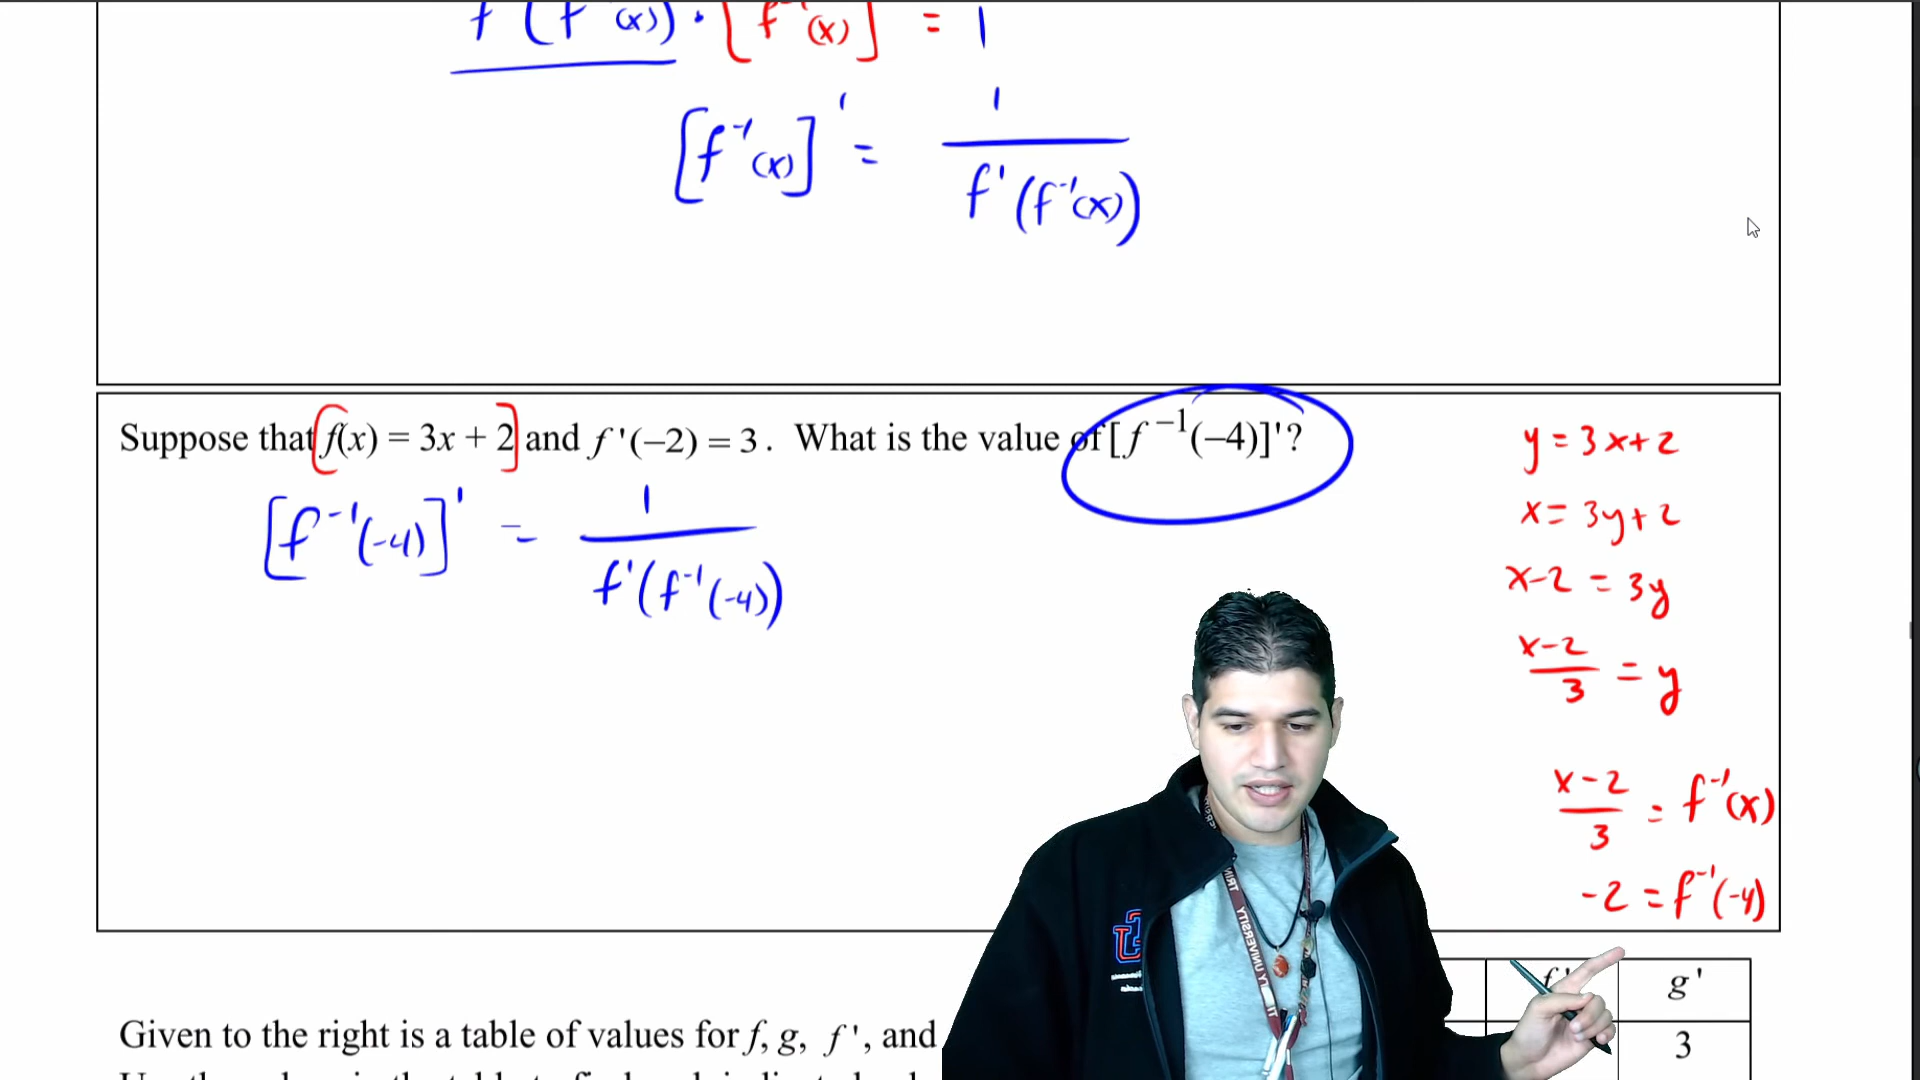 f'(f⁻¹(x)) · [f⁻¹(x)] = 1
[f⁻¹(x)]' = 1 / f'(f⁻¹(x))
Suppose that f(x) = 3x + 2 and f '(−2) = 3. What is the value of [f ⁻¹(−4)]'?
[f⁻¹(-4)]' = 1 / f'(f⁻¹(-4))
y = 3x+2
x = 3y+2
x-2 = 3y
x-2 / 3 = y
x-2 / 3 = f⁻¹(x)
-2 = f⁻¹(-4)
f' g'
3
Given to the right is a table of values for f, g, f ', and
UNIVERSITY